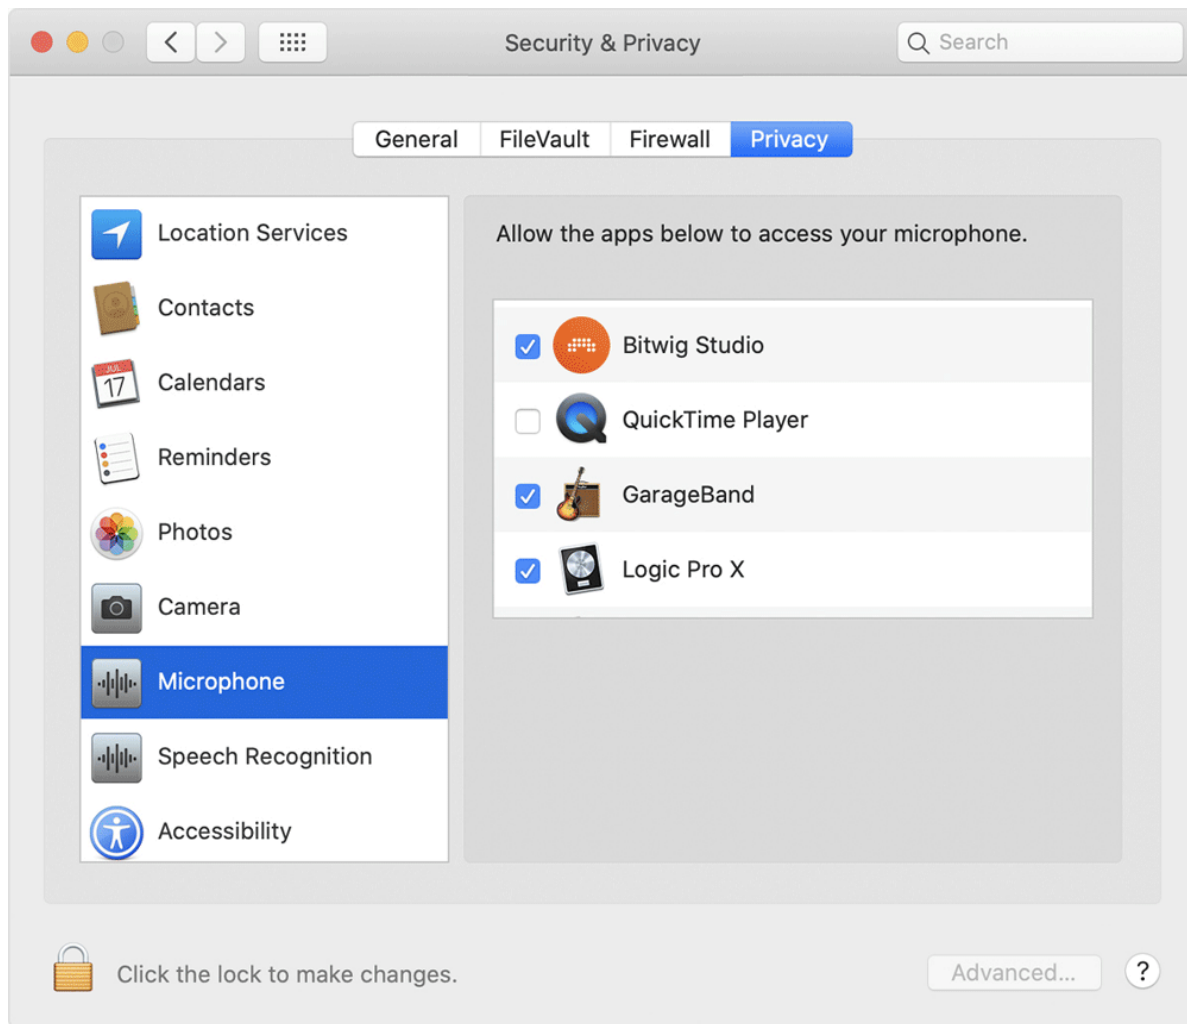 Security & Privacy
Search
General
FileVault
Firewall
Privacy
Location Services
Contacts
JUL
17
Calendars
Reminders
Photos
Camera
Microphone
Speech Recognition
Accessibility
Allow the apps below to access your microphone.
Bitwig Studio
QuickTime Player
GarageBand
Logic Pro X
Click the lock to make changes.
Advanced...
?